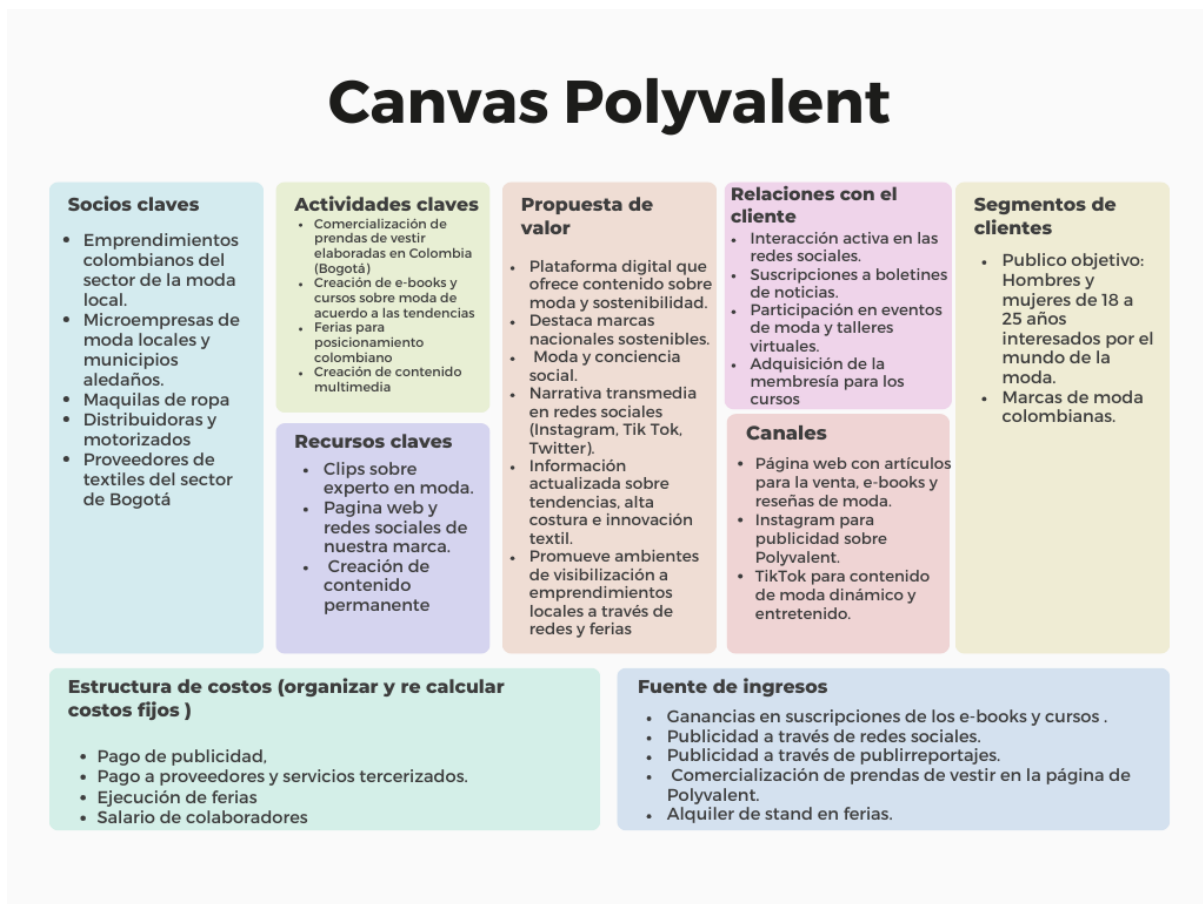 Canvas Polyvalent
Socios claves
• Emprendimientos
colombianos del
sector de la moda
local.
• Microempresas de
moda locales y
municipios
aledaños.
• Maquilas de ropa
• Distribuidoras y
motorizados
• Proveedores de
textiles del sector
de Bogotá
Actividades claves
• Comercialización de
prendas de vestir
elaboradas en Colombia
(Bogotá)
• Creación de e-books y
cursos sobre moda de
acuerdo a las tendencias
• Ferias para
posicionamiento
colombiano
• Creación de contenido
multimedia
Recursos claves
• Clips sobre
experto en moda.
• Pagina web y
redes sociales de
nuestra marca.
• Creación de
contenido
permanente
Propuesta de
valor
• Plataforma digital que
ofrece contenido sobre
moda y sostenibilidad.
• Destaca marcas
nacionales sostenibles.
• Moda y conciencia
social.
• Narrativa transmedia
en redes sociales
(Instagram, Tik Tok,
Twitter).
• Información
actualizada sobre
tendencias, alta
costura e innovación
textil.
• Promueve ambientes
de visibilización a
emprendimientos
locales a través de
redes y ferias
Relaciones con el
cliente
• Interacción activa en las
redes sociales.
• Suscripciones a boletines
de noticias.
• Participación en eventos
de moda y talleres
virtuales.
• Adquisición de la
membresía para los
cursos
Canales
• Página web con artículos
para la venta, e-books y
reseñas de moda.
• Instagram para
publicidad sobre
Polyvalent.
• TikTok para contenido
de moda dinámico y
entretenido.
Segmentos de
clientes
• Publico objetivo:
Hombres y
mujeres de 18 a
25 años
interesados por el
mundo de la
moda.
• Marcas de moda
colombianas.
Estructura de costos (organizar y re calcular
costos fijos )
• Pago de publicidad,
• Pago a proveedores y servicios tercerizados.
• Ejecución de ferias
• Salario de colaboradores
Fuente de ingresos
• Ganancias en suscripciones de los e-books y cursos .
• Publicidad a través de redes sociales.
• Publicidad a través de publirreportajes.
• Comercialización de prendas de vestir en la página de
Polyvalent.
• Alquiler de stand en ferias.